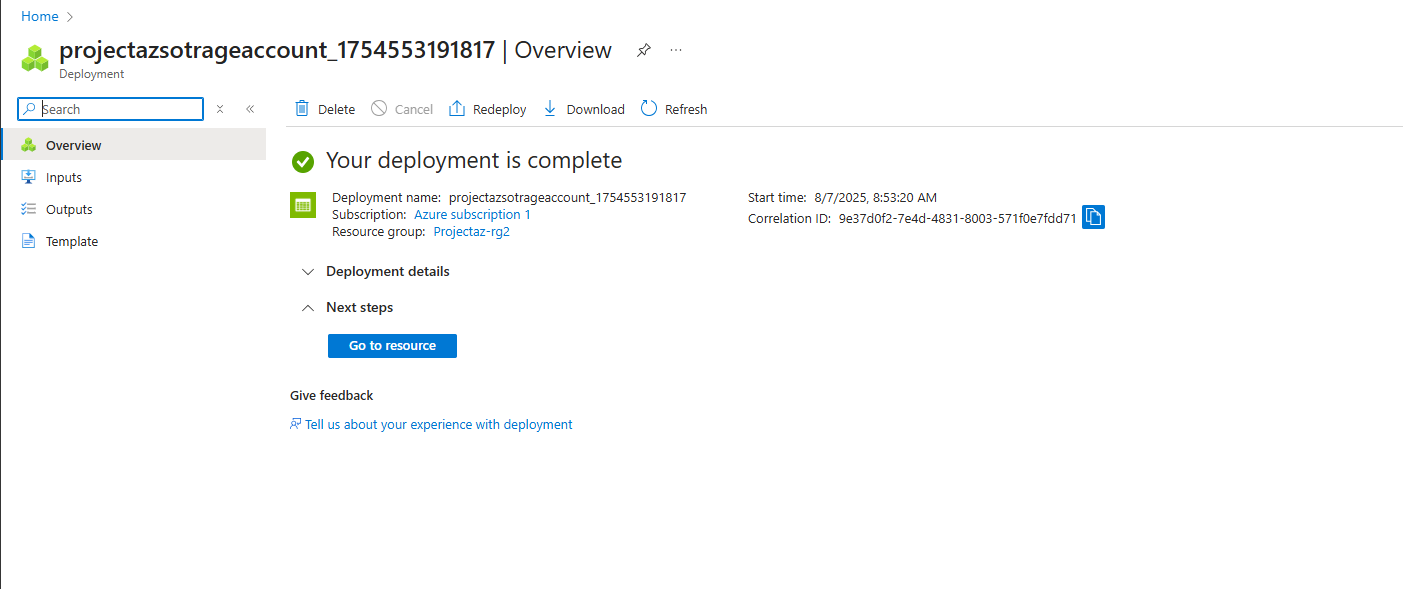 Home
projectazsotrageaccount_1754553191817 | Overview
Deployment
Search
Delete
Cancel
Redeploy
Download
Refresh
Overview
Inputs
Outputs
Template
Your deployment is complete
Deployment name: projectazsotrageaccount_1754553191817
Subscription: Azure subscription 1
Resource group: Projectaz-rg2
Start time: 8/7/2025, 8:53:20 AM
Correlation ID: 9e37d0f2-7e4d-4831-8003-571f0e7fdd71
Deployment details
Next steps
Go to resource
Give feedback
Tell us about your experience with deployment